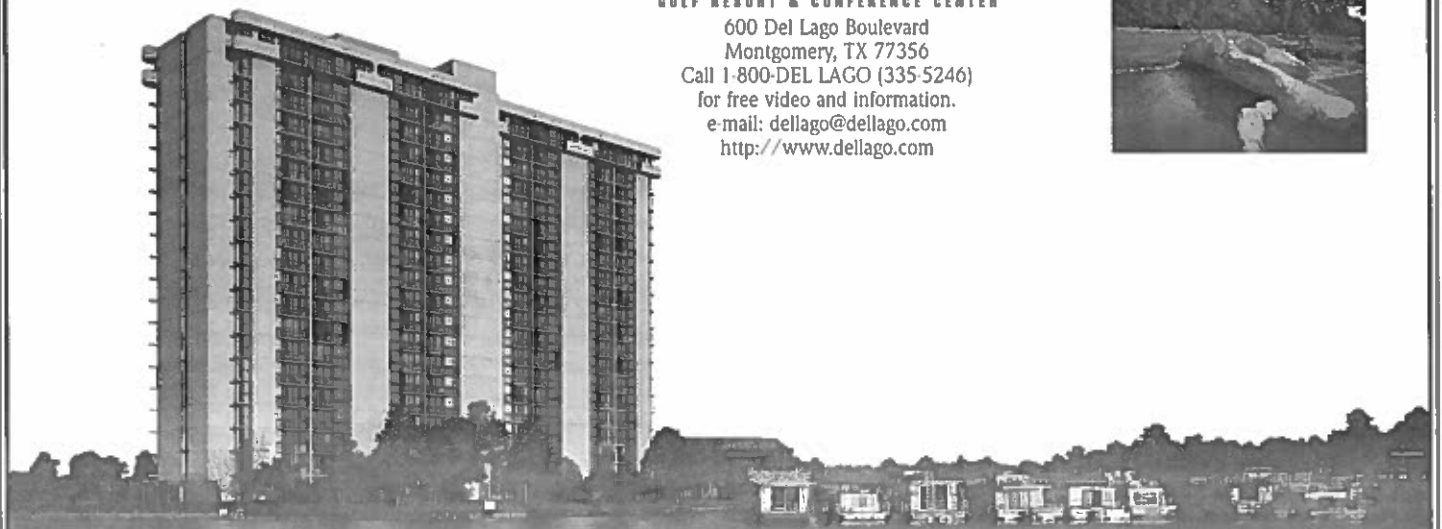 GOLF RESORT & CONFERENCE CENTER
600 Del Lago Boulevard
Montgomery, TX 77356
Call 1-800-DEL LAGO (335-5246)
for free video and information.
e-mail: dellago@dellago.com
http://www.dellago.com